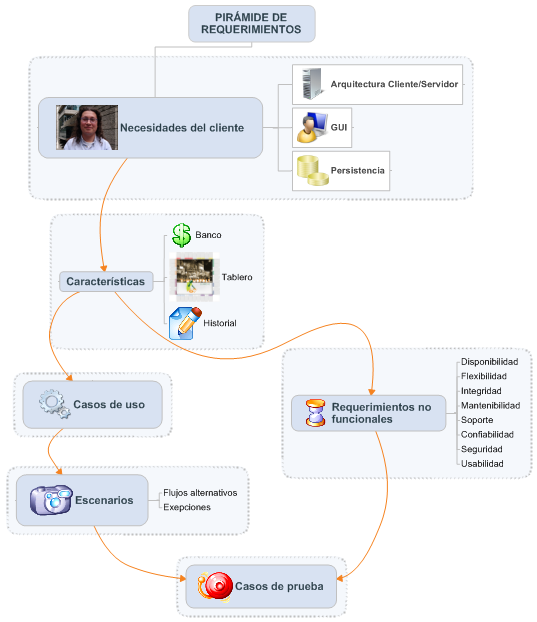 PIRÁMIDE DE
REQUERIMIENTOS
Necesidades del cliente
Arquitectura Cliente/Servidor
GUI
Persistencia
Características
Banco
Tablero
Historial
Casos de uso
Requerimientos no
funcionales
Disponibilidad
Flexibilidad
Integridad
Mantenibilidad
Soporte
Confiabilidad
Seguridad
Usabilidad
Escenarios
Flujos alternativos
Exepciones
Casos de prueba